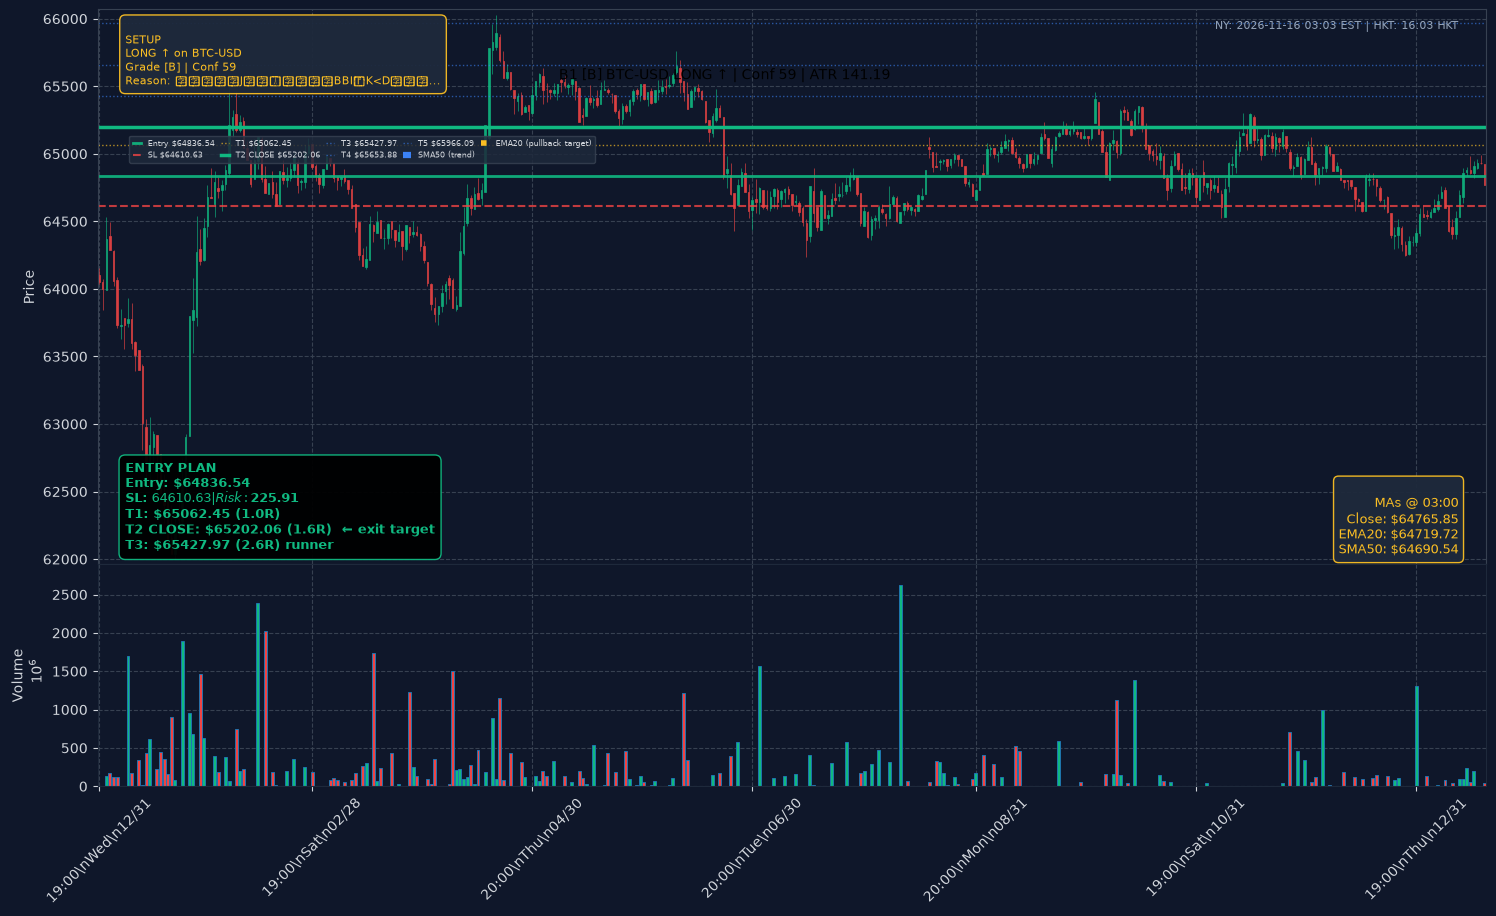 66000
65500
65000
64500
64000
63500
63000
62500
62000
Price
SETUP
LONG ↑ on BTC-USD
Grade [B] | Conf 59
Reason: BBI K<D ...
NY: 2026-11-16 03:03 EST | HKT: 16:03 HKT
[B] BTC-USD LONG ↑ | Conf 59 | ATR 141.19
Entry $64836.54
SL $64610.63
T1 $65062.45
T2 CLOSE $65202.06
T3 $65427.97
T4 $65653.88
T5 $65966.09
SMA50 (trend)
EMA20 (pullback target)
ENTRY PLAN
Entry: $64836.54
SL: 64610.63|Risk:225.91
T1: $65062.45 (1.0R)
T2 CLOSE: $65202.06 (1.6R) ← exit target
T3: $65427.97 (2.6R) runner
MAs @ 03:00
Close: $64765.85
EMA20: $64719.72
SMA50: $64690.54
2500
2000
1500
1000
500
0
Volume
10⁶
19:00\nWed\n12/31
19:00\nSat\n02/28
20:00\nThu\n04/30
20:00\nTue\n06/30
20:00\nMon\n08/31
19:00\nSat\n10/31
19:00\nThu\n12/31